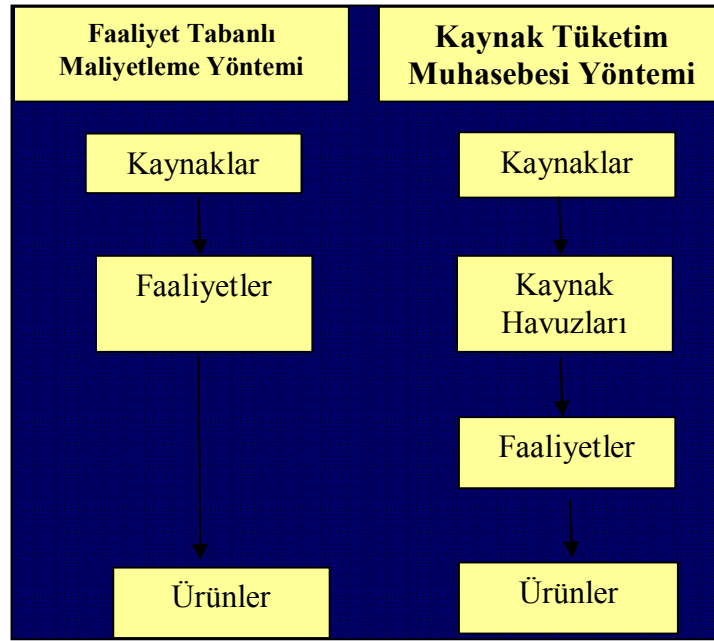 Faaliyet Tabanlı
Maliyetleme Yöntemi
Kaynaklar
Faaliyetler
Ürünler
Kaynak Tüketim
Muhasebesi Yöntemi
Kaynaklar
Kaynak
Havuzları
Faaliyetler
Ürünler